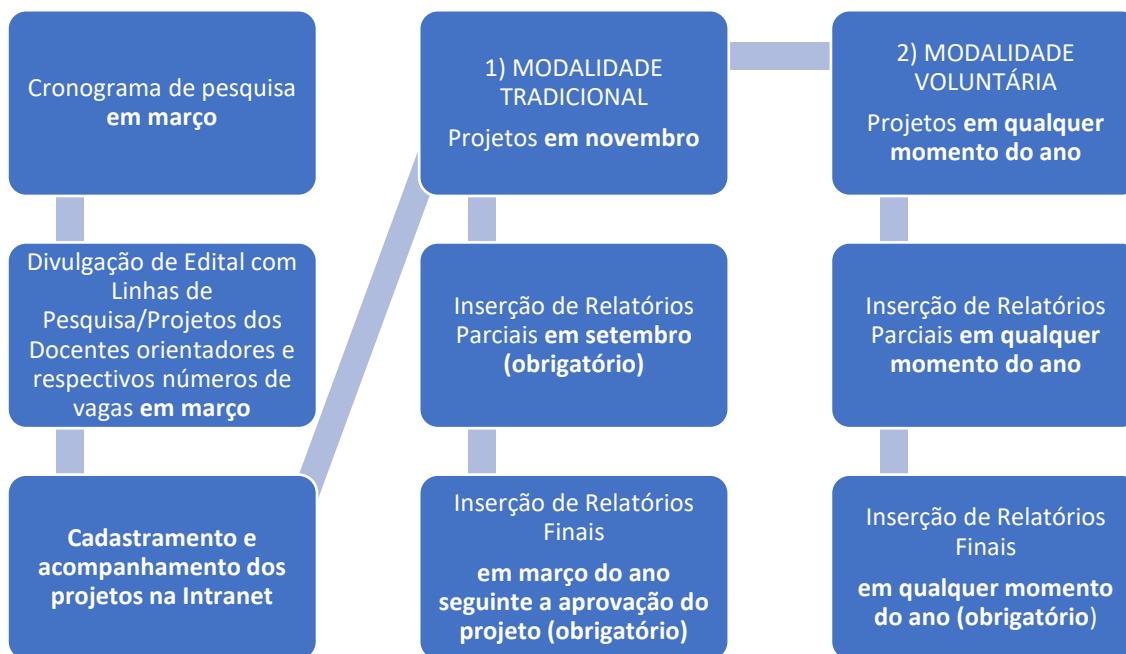 Cronograma de pesquisa
em março
Divulgação de Edital com
Linhas de
Pesquisa/Projetos dos
Docentes orientadores e
respectivos números de
vagas em março
Cadastramento e
acompanhamento dos
projetos na Intranet
1) MODALIDADE
TRADICIONAL
Projetos em novembro
Inserção de Relatórios
Parciais em setembro
(obrigatório)
Inserção de Relatórios
Finais
em março do ano
seguinte a aprovação do
projeto (obrigatório)
2) MODALIDADE
VOLUNTÁRIA
Projetos em qualquer
momento do ano
Inserção de Relatórios
Parciais em qualquer
momento do ano
Inserção de Relatórios
Finais
em qualquer momento
do ano (obrigatório)